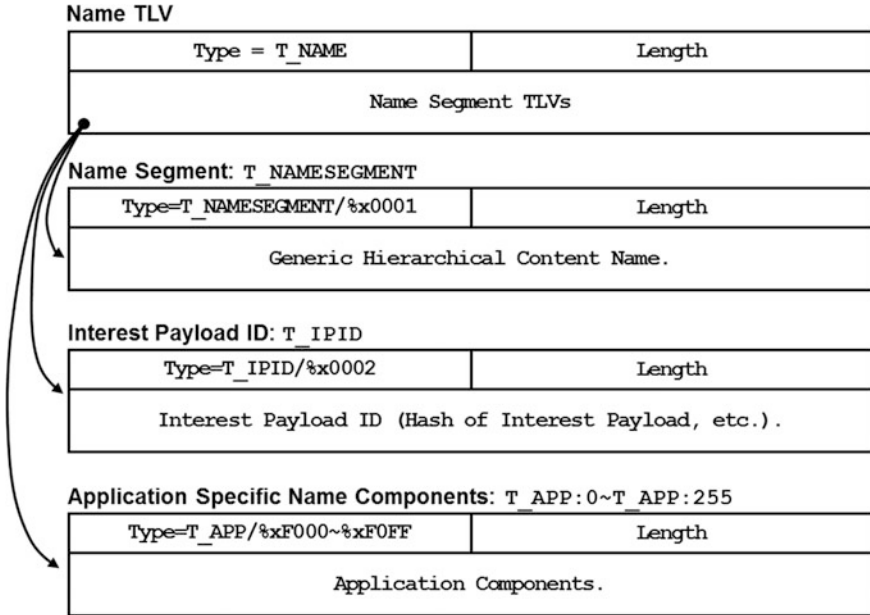 Name TLV
Type = T_NAME Length
Name Segment TLVs
Name Segment: T_NAMESEGMENT
Type=T_NAMESEGMENT/%x0001 Length
Generic Hierarchical Content Name.
Interest Payload ID: T_IPID
Type=T_IPID/%x0002 Length
Interest Payload ID (Hash of Interest Payload, etc.).
Application Specific Name Components: T_APP:0~T_APP:255
Type=T_APP/%xF000~%xF0FF Length
Application Components.